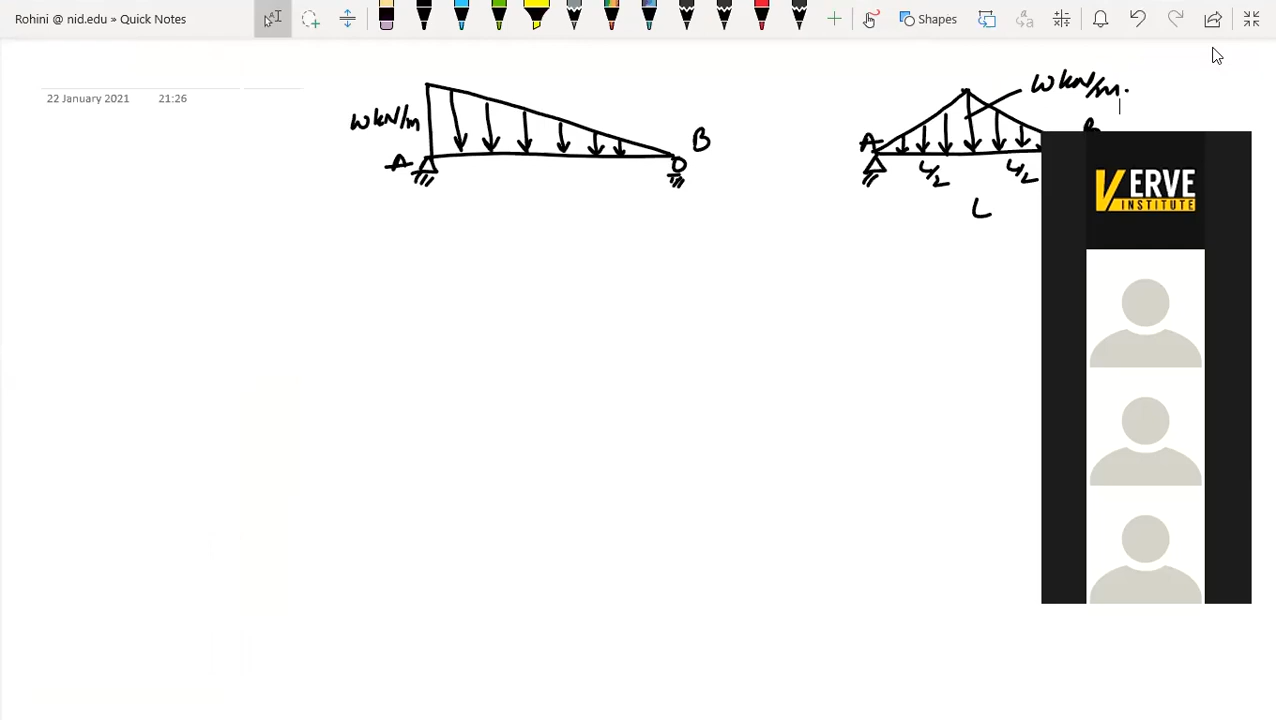 Rohini @ nid.edu » Quick Notes
Shapes
22 January 2021 21:26
w kN/m
A
B
w kN/m.
A
L/2
L/2
L
VERVE
INSTITUTE